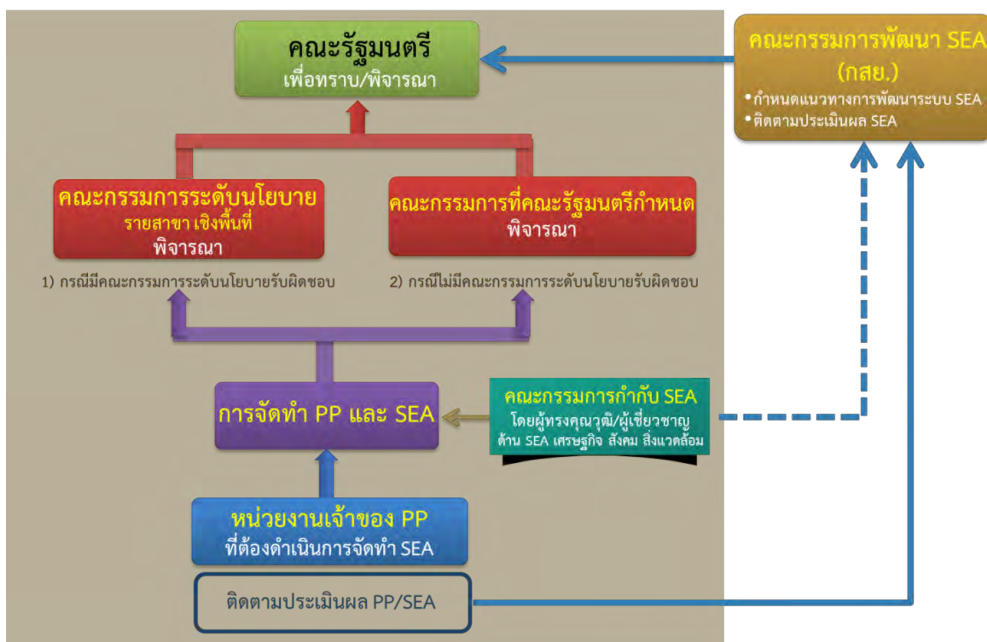 คณะรัฐมนตรี
เพื่อทราบ/พิจารณา
คณะกรรมการพัฒนา SEA
(กสย.)
•กำหนดแนวทางการพัฒนาระบบ SEA
•ติดตามประเมินผล SEA
คณะกรรมการระดับนโยบาย
รายสาขา เชิงพื้นที่
พิจารณา
คณะกรรมการที่คณะรัฐมนตรีกำหนด
พิจารณา
1) กรณีมีคณะกรรมการระดับนโยบายรับผิดชอบ
2) กรณีไม่มีคณะกรรมการระดับนโยบายรับผิดชอบ
การจัดทำ PP และ SEA
คณะกรรมการกำกับ SEA
โดยผู้ทรงคุณวุฒิ/ผู้เชี่ยวชาญ
ด้าน SEA เศรษฐกิจ สังคม สิ่งแวดล้อม
หน่วยงานเจ้าของ PP
ที่ต้องดำเนินการจัดทำ SEA
ติดตามประเมินผล PP/SEA